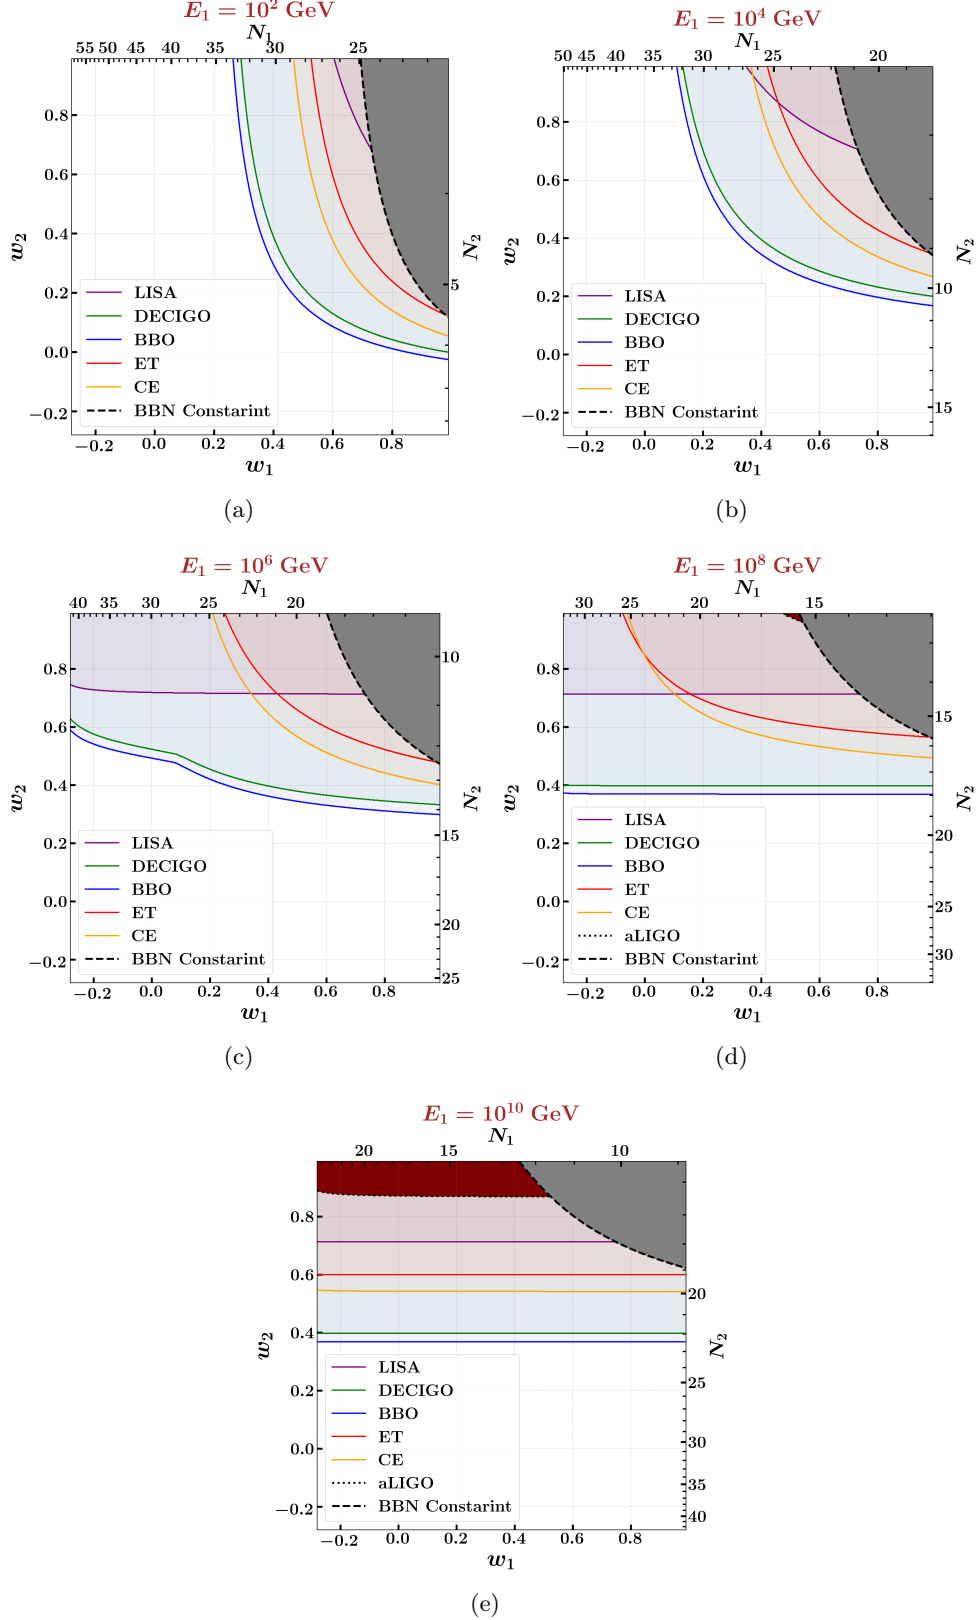 E₁ = 10² GeV
N₁
55 50 45 40 35 30 25
0.8
0.6
0.4
0.2
0.0
−0.2
w₂
N₂
5
LISA
DECIGO
BBO
ET
CE
BBN Constarint
−0.2 0.0 0.2 0.4 0.6 0.8
w₁
(a)
E₁ = 10⁴ GeV
N₁
50 45 40 35 30 25 20
0.8
0.6
0.4
0.2
0.0
−0.2
w₂
N₂
10
15
LISA
DECIGO
BBO
ET
CE
BBN Constarint
−0.2 0.0 0.2 0.4 0.6 0.8
w₁
(b)
E₁ = 10⁶ GeV
N₁
40 35 30 25 20
0.8
0.6
0.4
0.2
0.0
−0.2
w₂
N₂
10
15
20
25
LISA
DECIGO
BBO
ET
CE
BBN Constarint
−0.2 0.0 0.2 0.4 0.6 0.8
w₁
(c)
E₁ = 10⁸ GeV
N₁
30 25 20 15
0.8
0.6
0.4
0.2
0.0
−0.2
w₂
N₂
15
20
25
30
LISA
DECIGO
BBO
ET
CE
aLIGO
BBN Constarint
−0.2 0.0 0.2 0.4 0.6 0.8
w₁
(d)
E₁ = 10¹⁰ GeV
N₁
20 15 10
0.8
0.6
0.4
0.2
0.0
−0.2
w₂
N₂
20
25
30
35
40
LISA
DECIGO
BBO
ET
CE
aLIGO
BBN Constarint
−0.2 0.0 0.2 0.4 0.6 0.8
w₁
(e)